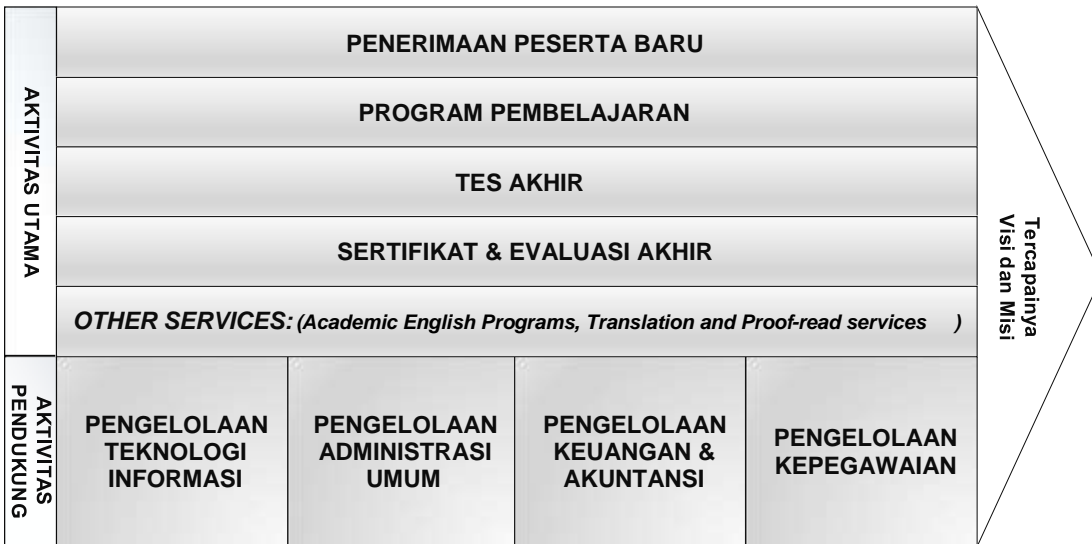 AKTIVITAS UTAMA
PENERIMAAN PESERTA BARU
PROGRAM PEMBELAJARAN
TES AKHIR
SERTIFIKAT & EVALUASI AKHIR
OTHER SERVICES: (Academic English Programs, Translation and Proof-read services )
AKTIVITAS
PENDUKUNG
PENGELOLAAN
TEKNOLOGI
INFORMASI
PENGELOLAAN
ADMINISTRASI
UMUM
PENGELOLAAN
KEUANGAN &
AKUNTANSI
PENGELOLAAN
KEPEGAWAIAN
Tercapainya
Visi dan Misi